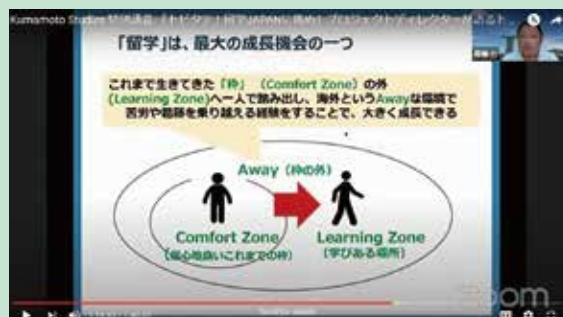 Kumamoto Studies
「留学」は、最大の成長機会の一つ
これまで生きてきた「枠」（Comfort Zone）の外
(Learning Zone)へ一人で踏み出し、海外というAwayな環境で
苦労や葛藤を乗り越える経験をすることで、大きく成長できる
Away（枠の外）
Comfort Zone Learning Zone
（居心地良いこれまでの枠） （学びある場所）
zoom